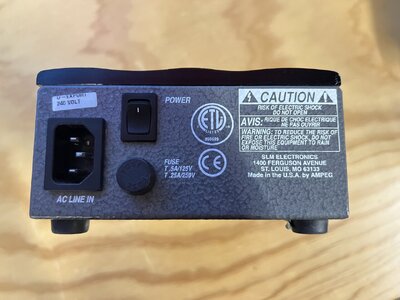 D-EXPORT
240 VOLT
POWER
ETL
LISTED
CAUTION
RISK OF ELECTRIC SHOCK
DO NOT OPEN
AVIS:
RIQUE DE CHOC ELECTRIQUE
NE PAS OUVRIR
WARNING: TO REDUCE THE RISK OF
FIRE OR ELECTRIC SHOCK, DO NOT
EXPOSE THIS EQUIPMENT TO RAIN
OR MOISTURE
SLM ELECTRONICS
1400 FERGUSON AVENUE
ST. LOUIS, MO 63133
Made in the U.S.A. by AMPEG
CE
FUSE
T .5A/125V
T .25A/250V
AC LINE IN